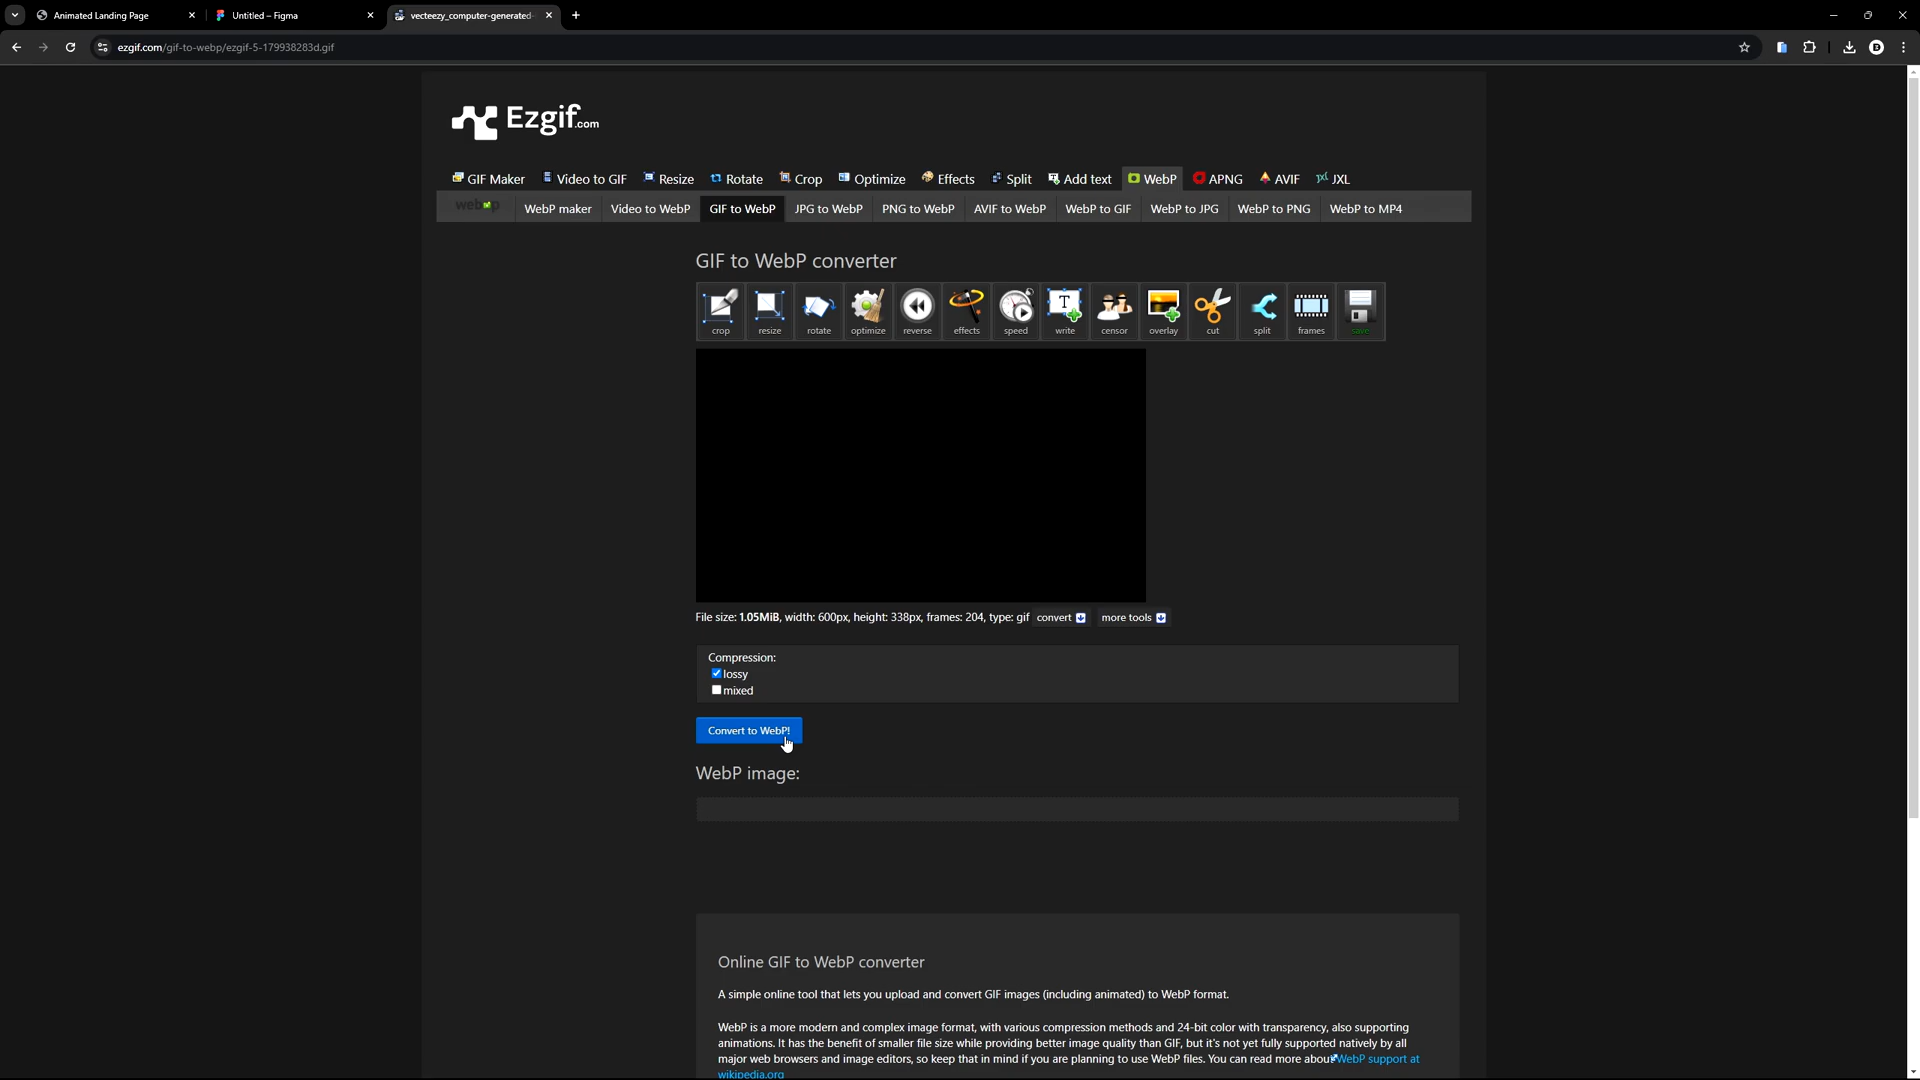 Animated Landing Page
Untitled – Figma
vecteezy_computer-generated-
ezgif.com/gif-to-webp/ezgif-5-179938283d.gif
D
Ezgif.com
GIF Maker Video to GIF Resize Rotate Crop Optimize Effects Split Add text WebP APNG AVIF JXL
webp WebP maker Video to WebP GIF to WebP JPG to WebP PNG to WebP AVIF to WebP WebP to GIF WebP to JPG WebP to PNG WebP to MP4
GIF to WebP converter
T
crop resize rotate optimize reverse effects speed write censor overlay cut split frames save
File size: 1.05MiB, width: 600px, height: 338px, frames: 204, type: gif convert more tools
Compression:
lossy
mixed
Convert to WebP!
WebP image:
Online GIF to WebP converter
A simple online tool that lets you upload and convert GIF images (including animated) to WebP format.
WebP is a more modern and complex image format, with various compression methods and 24-bit color with transparency, also supporting
animations. It has the benefit of smaller file size while providing better image quality than GIF, but it's not yet fully supported natively by all
major web browsers and image editors, so keep that in mind if you are planning to use WebP files. You can read more about WebP support at
wikipedia.org